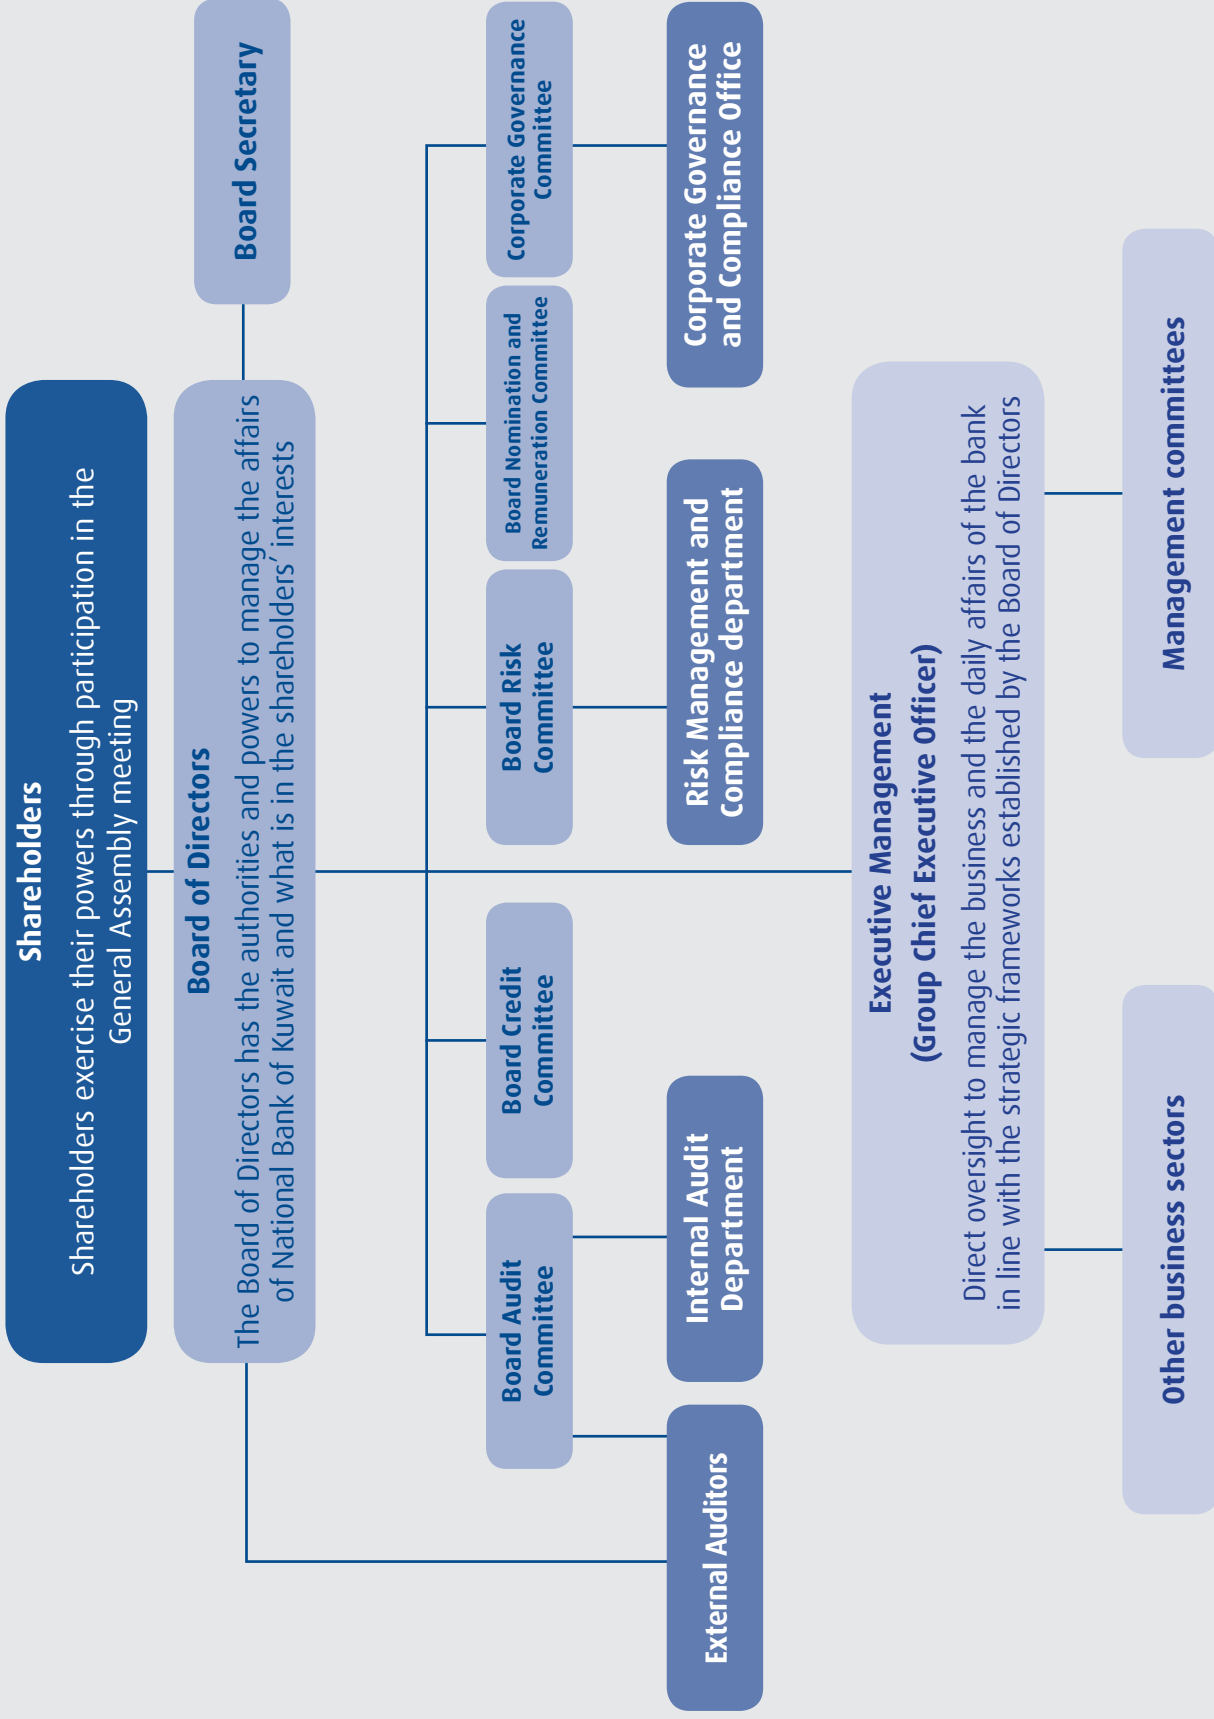 Shareholders
Shareholders exercise their powers through participation in the
General Assembly meeting
Board of Directors
The Board of Directors has the authorities and powers to manage the affairs
of National Bank of Kuwait and what is in the shareholders’ interests
Board Secretary
Board Audit
Committee
Board Credit
Committee
Board Risk
Committee
Board Nomination and
Remuneration Committee
Corporate Governance
Committee
External Auditors
Internal Audit
Department
Risk Management and
Compliance department
Corporate Governance
and Compliance Office
Executive Management
(Group Chief Executive Officer)
Direct oversight to manage the business and the daily affairs of the bank
in line with the strategic frameworks established by the Board of Directors
Other business sectors
Management committees